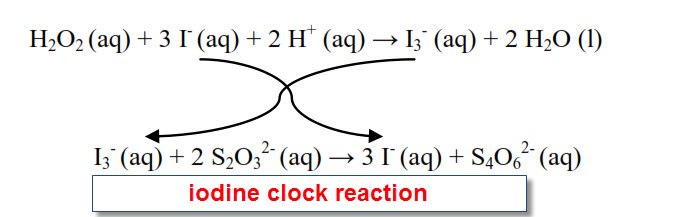 H₂O₂ (aq) + 3 I⁻ (aq) + 2 H⁺ (aq) → I₃⁻ (aq) + 2 H₂O (l)
I₃⁻ (aq) + 2 S₂O₃²⁻ (aq) → 3 I⁻ (aq) + S₄O₆²⁻ (aq)
iodine clock reaction